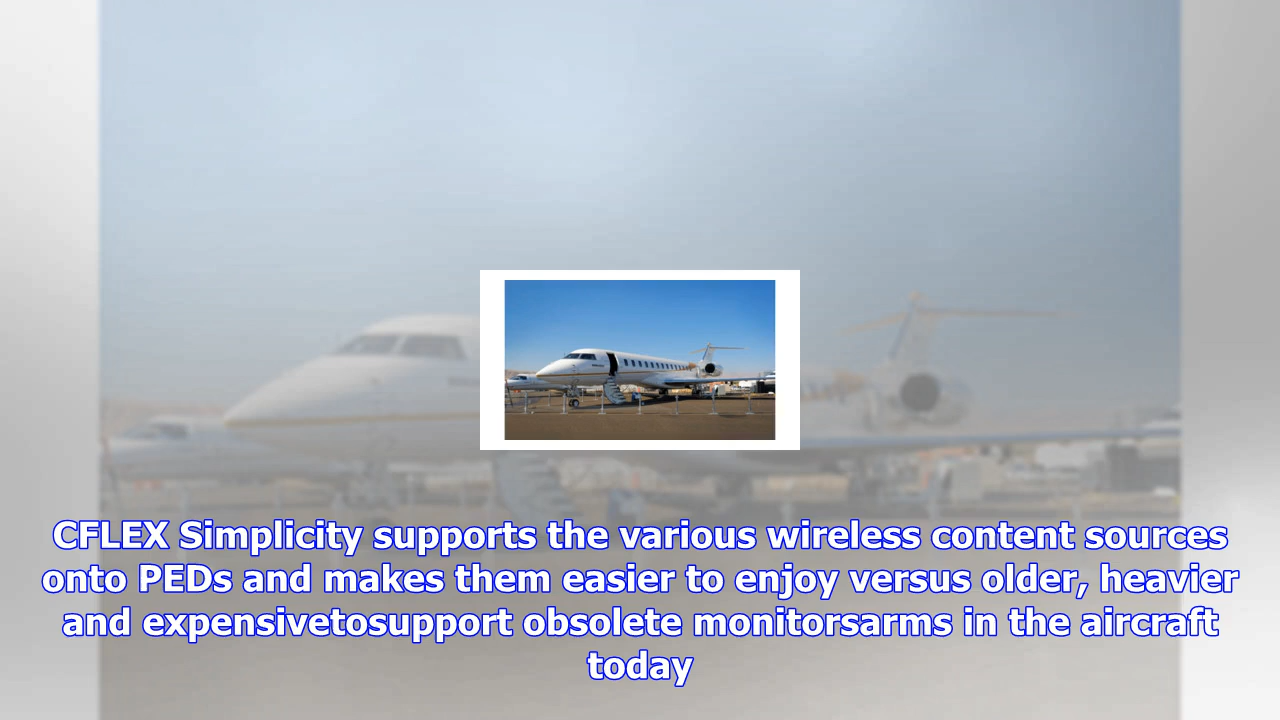 CFLEX Simplicity supports the various wireless content sources
onto PEDs and makes them easier to enjoy versus older, heavier
and expensivetosupport obsolete monitorsarms in the aircraft
today